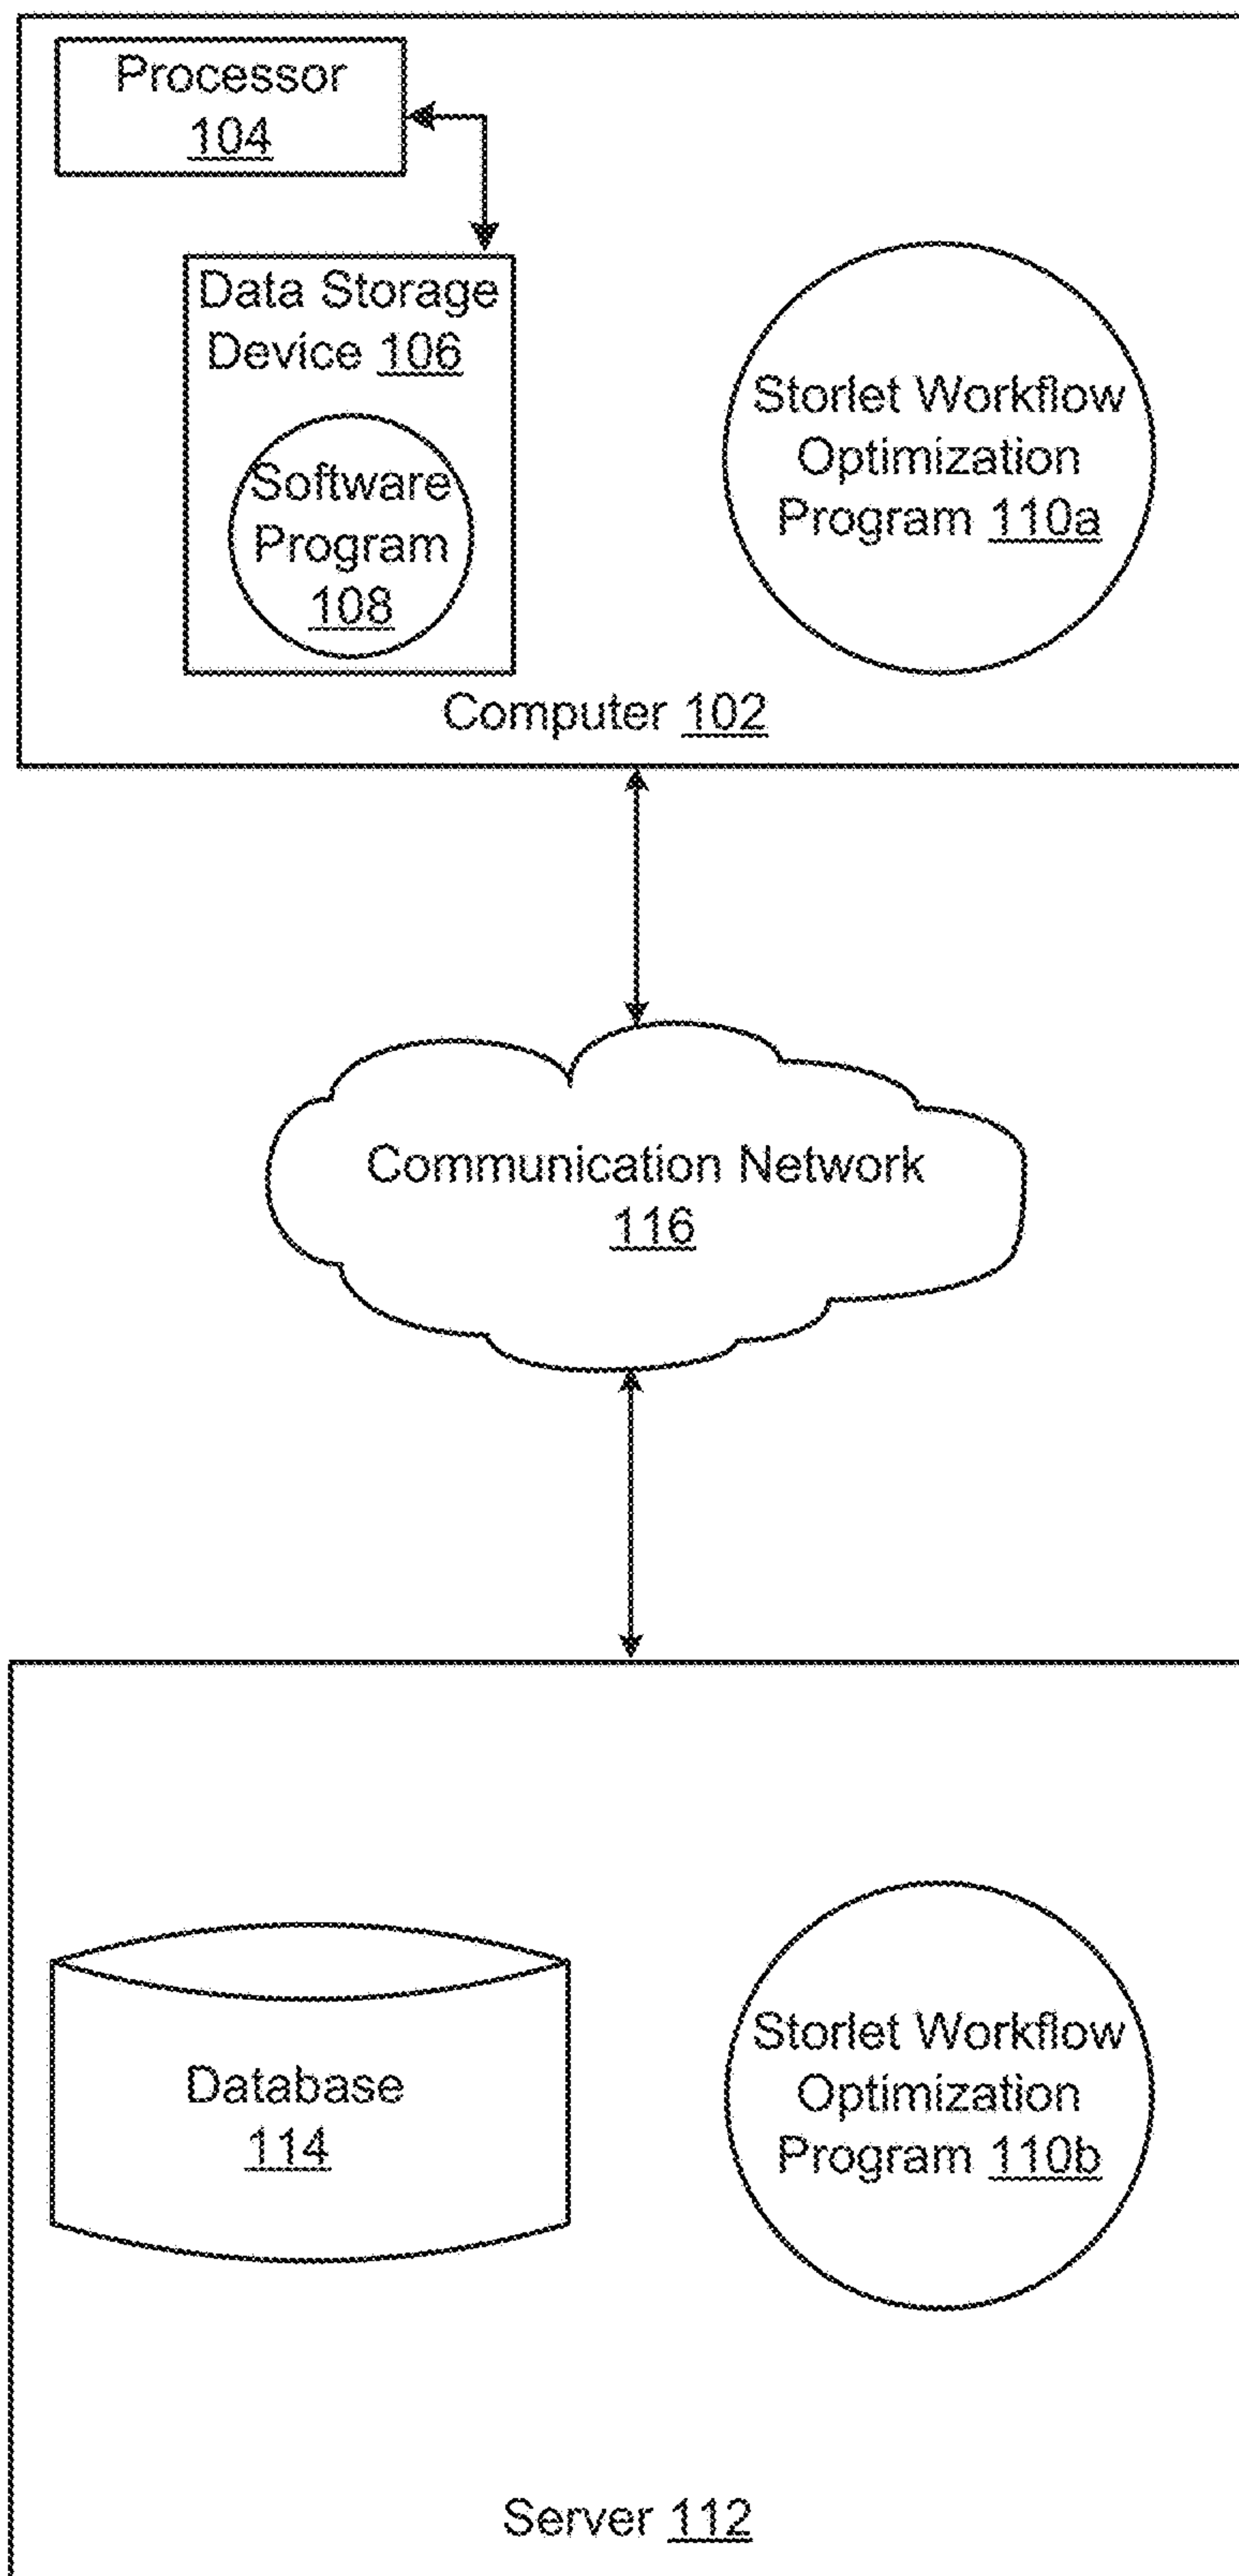 Processor
104
Data Storage
Device 106
Software
Program
108
Storlet Workflow
Optimization
Program 110a
Computer 102
Communication Network
116
Database
114
Storlet Workflow
Optimization
Program 110b
Server 112